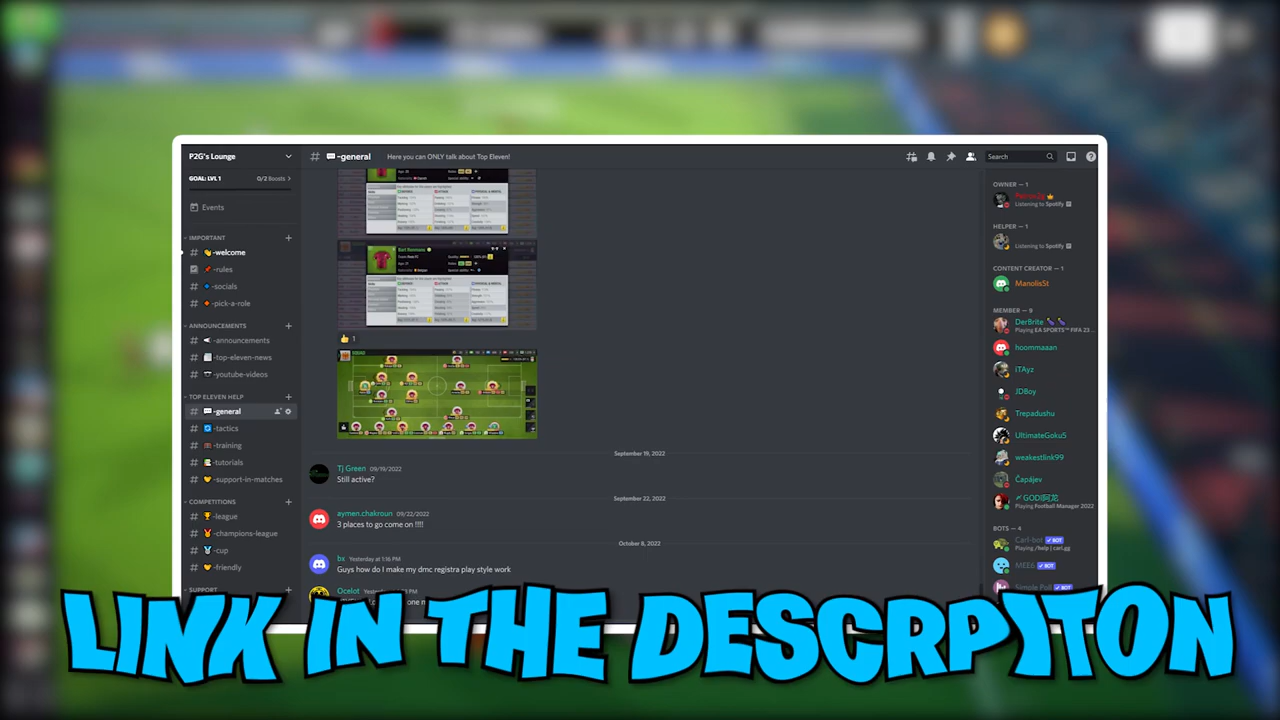 P2G's Lounge
GOAL: LVL 1
0/2 Boosts
Events
IMPORTANT
-welcome
-rules
-socials
-pick-a-role
ANNOUNCEMENTS
-announcements
-top-eleven-news
-youtube-videos
TOP ELEVEN HELP
-general
-tactics
-training
-tutorials
-support-in-matches
COMPETITIONS
-league
-champions-league
-cup
-friendly
SUPPORT
-general
Here you can ONLY talk about Top Eleven!
Search
1
September 19, 2022
Tj Green 09/19/2022
Still active?
September 22, 2022
aymen.chakroun 09/22/2022
3 places to go come on !!!!
October 8, 2022
bx Yesterday at 1:16 PM
Guys how do I make my dmc registra play style work
Ocelot
OWNER — 1
Listening to Spotify
HELPER — 1
Listening to Spotify
CONTENT CREATOR — 1
ManolisSt
MEMBER — 9
DerBrite
Playing EA SPORTS™ FIFA 23 ...
hoommaaan
iTAyz
JDBoy
Trepadushu
UltimateGoku5
weakestlink99
Čapájev
Playing Football Manager 2022
BOTS — 4
Carl-bot BOT
Playing /help | carl.gg
MEE6 BOT
Simple Poll BOT
LINK IN THE DESCRPITON